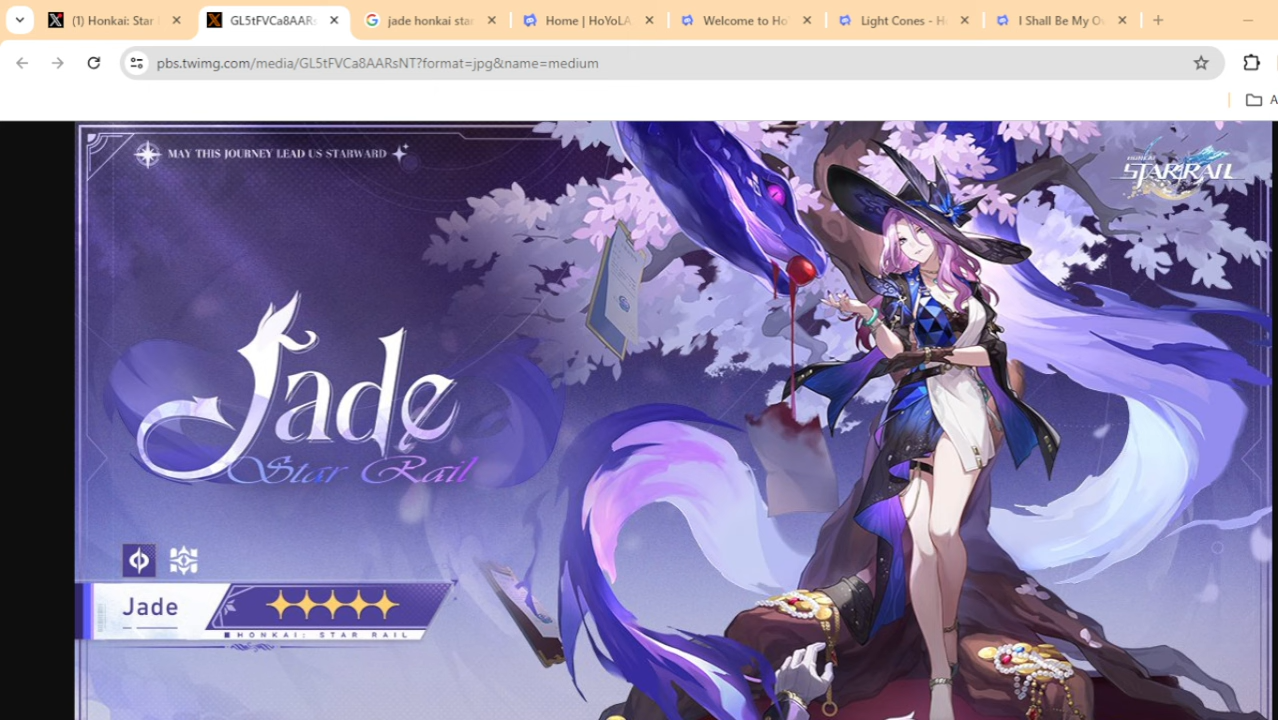 (1) Honkai: Star
GL5tFVCa8AARs
jade honkai star
Home | HoYoLA
Welcome to Ho
Light Cones - H
I Shall Be My O
pbs.twimg.com/media/GL5tFVCa8AARsNT?format=jpg&name=medium
A
MAY THIS JOURNEY LEAD US STARWARD
HONKAI:
STAR RAIL
Jade
Star Rail
Jade
HONKAI: STAR RAIL